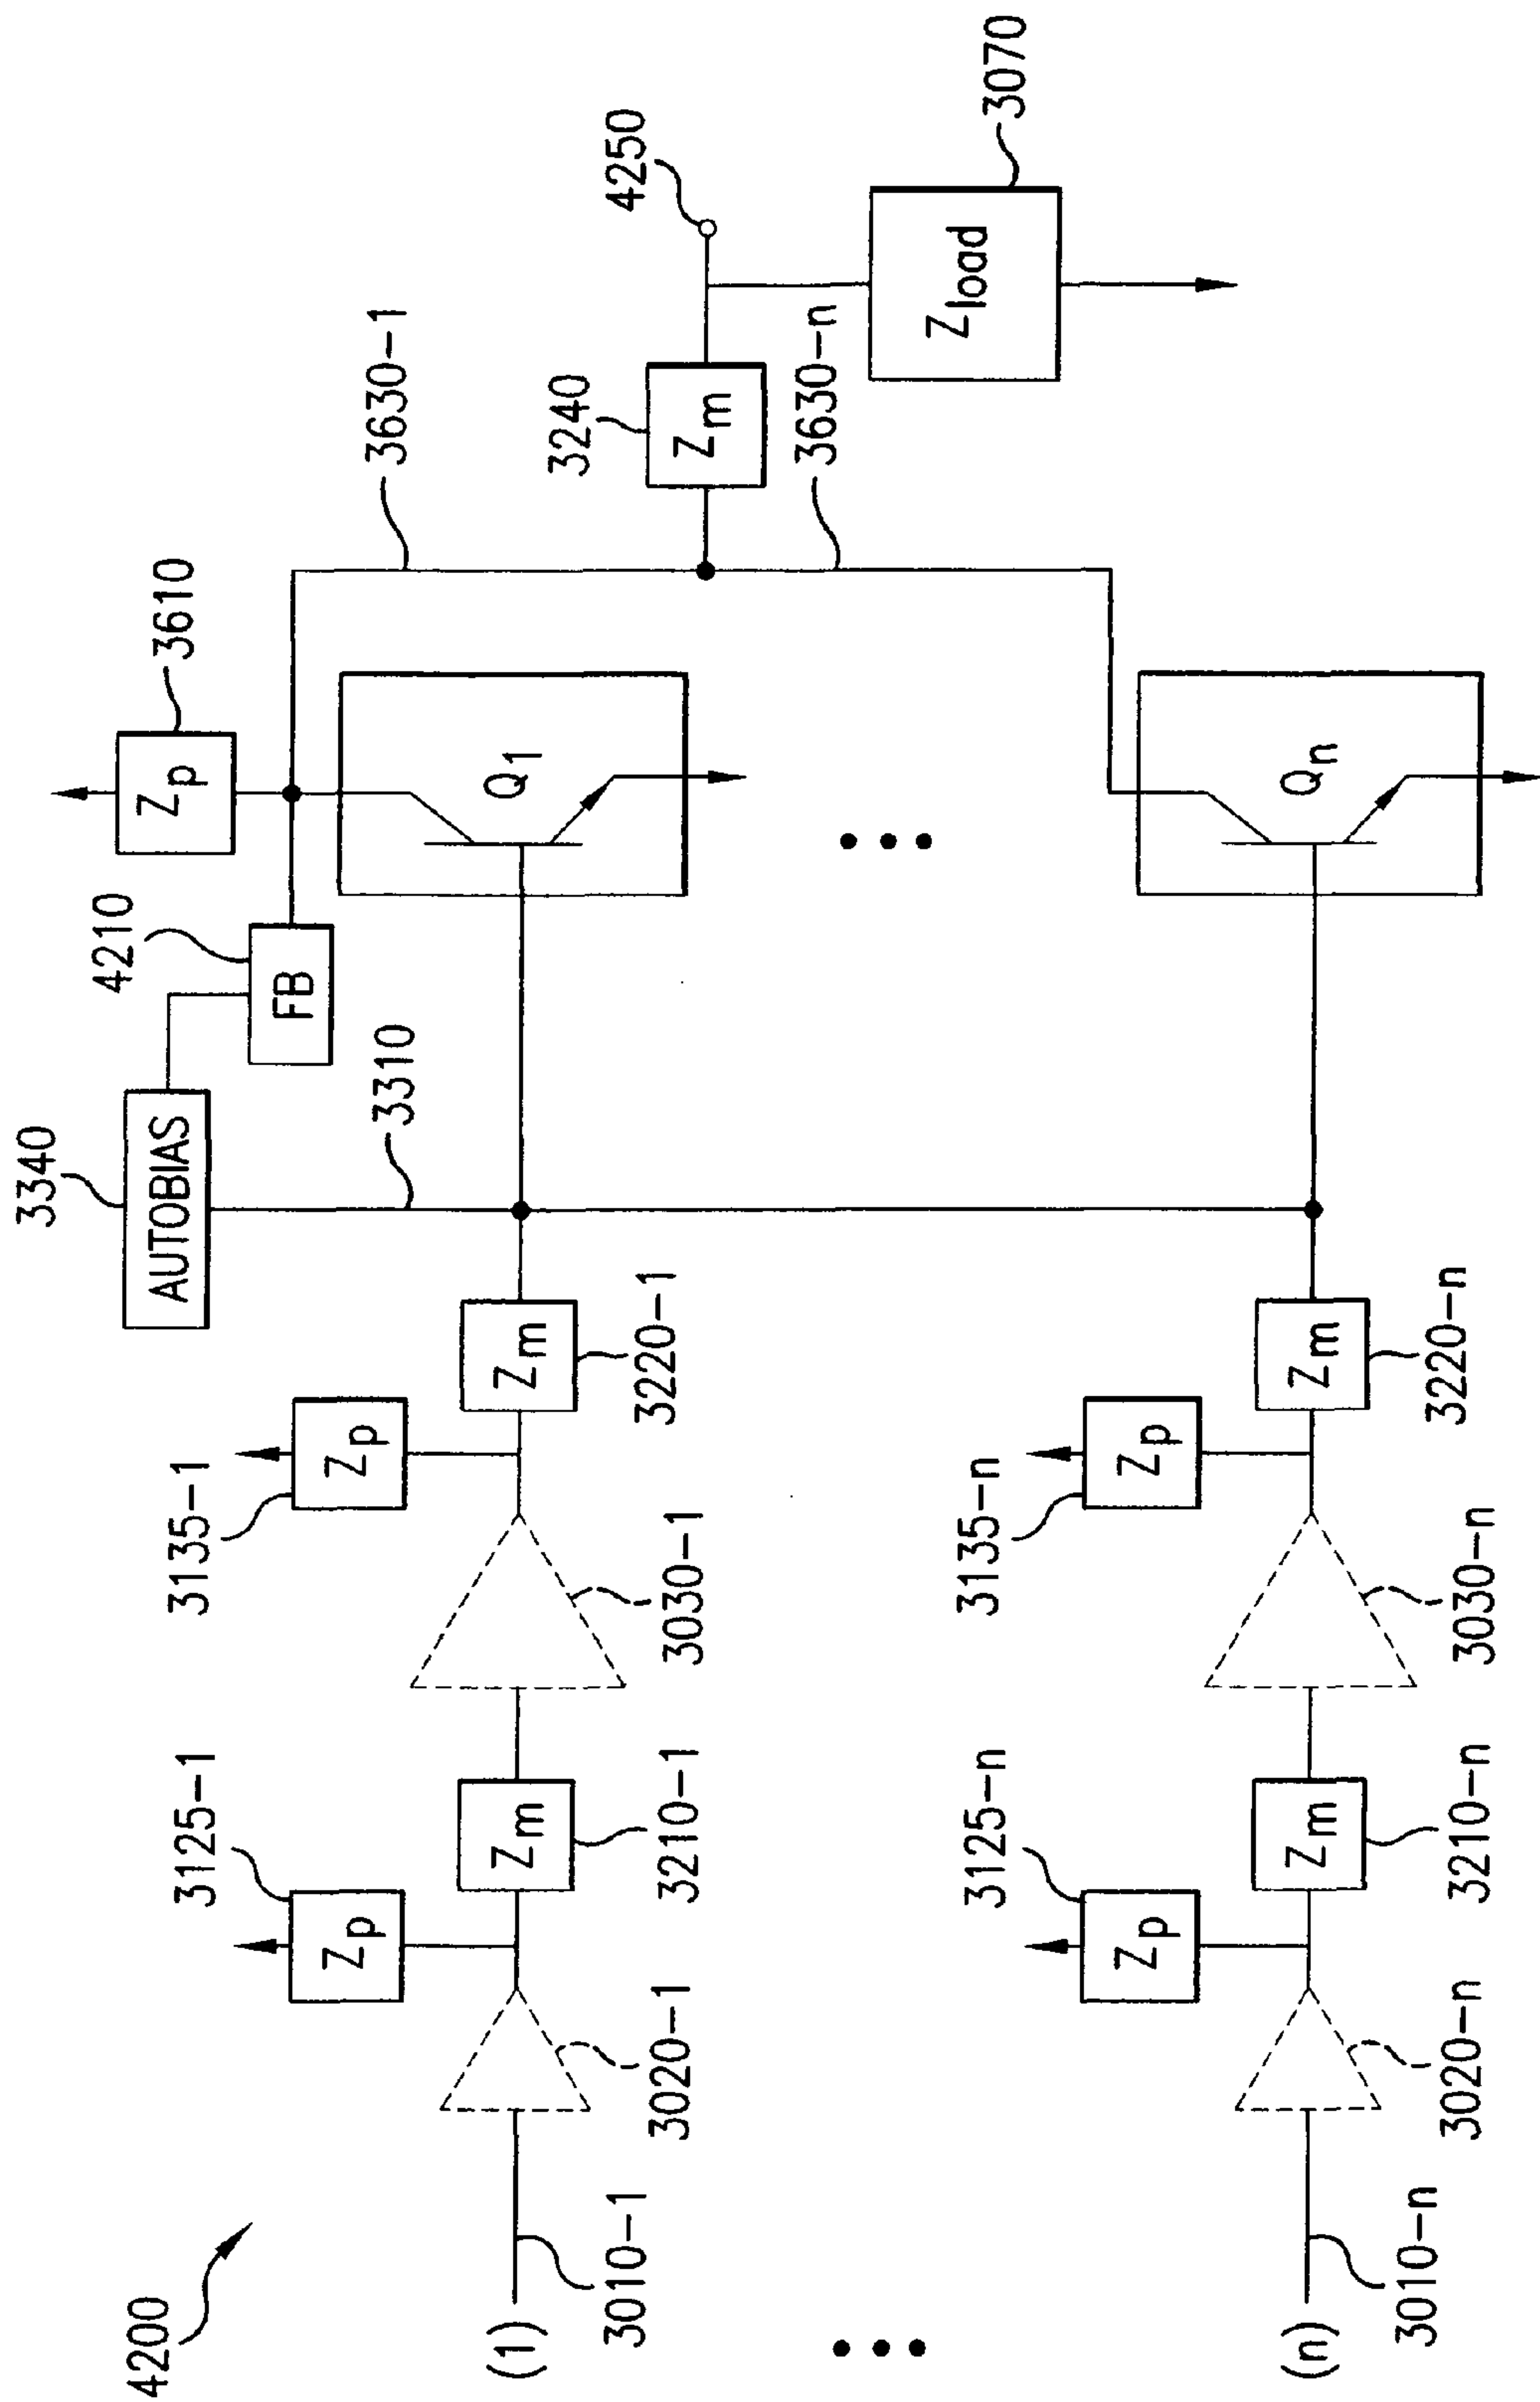 4200
(1)
3010-1
3020-1
3125-1
Zp
3210-1
Zm
3030-1
3135-1
Zp
3220-1
Zm
3340
AUTOBIAS
3310
4210
FB
3610
Zp
Q1
3630-1
3240
Zm
4250
3630-n
Zload
3070
(n)
3010-n
3020-n
3125-n
Zp
3210-n
Zm
3030-n
3135-n
Zp
3220-n
Zm
Qn